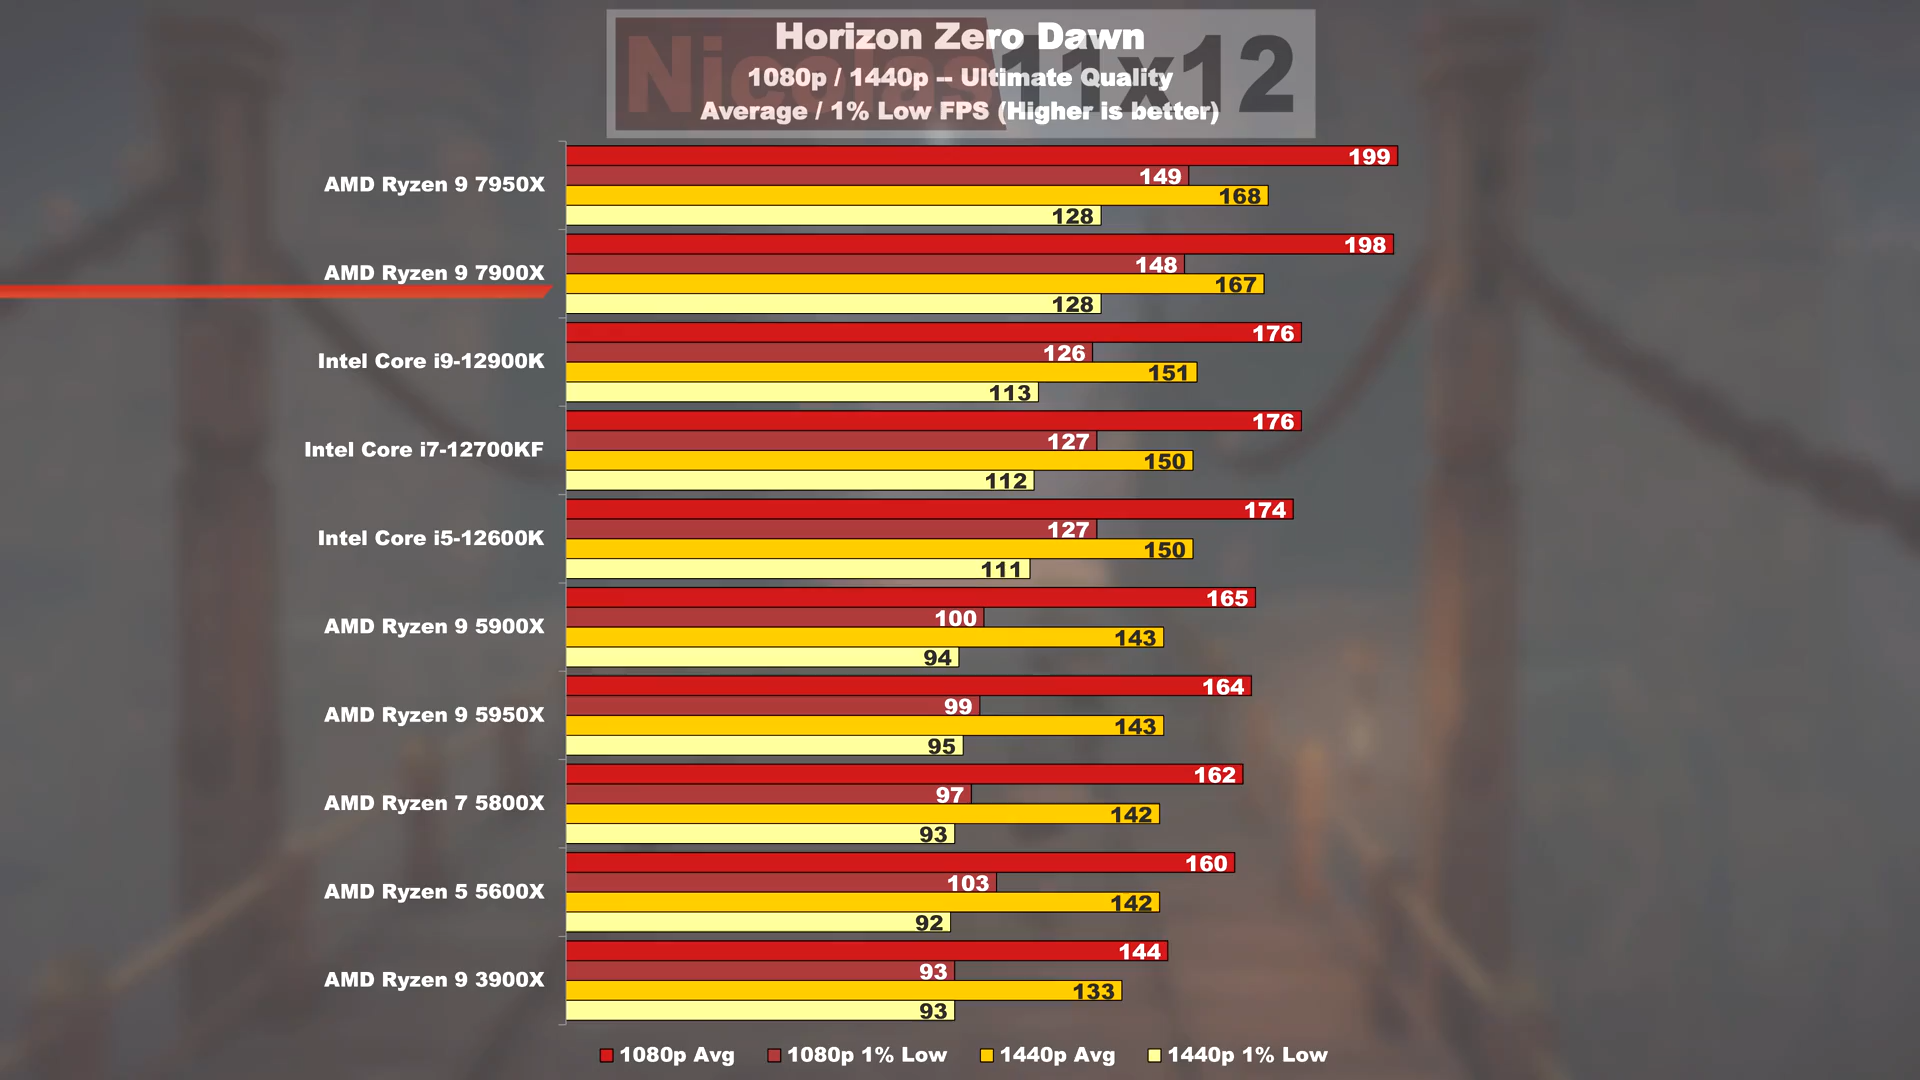 Nicolas11x12
Horizon Zero Dawn
1080p / 1440p – Ultimate Quality
Average / 1% Low FPS (Higher is better)
AMD Ryzen 9 7950X
199
149
168
128
AMD Ryzen 9 7900X
198
148
167
128
Intel Core i9-12900K
176
126
151
113
Intel Core i7-12700KF
176
127
150
112
Intel Core i5-12600K
174
127
150
111
AMD Ryzen 9 5900X
165
100
143
94
AMD Ryzen 9 5950X
164
99
143
95
AMD Ryzen 7 5800X
162
97
142
93
AMD Ryzen 5 5600X
160
103
142
92
AMD Ryzen 9 3900X
144
93
133
93
1080p Avg 1080p 1% Low 1440p Avg 1440p 1% Low